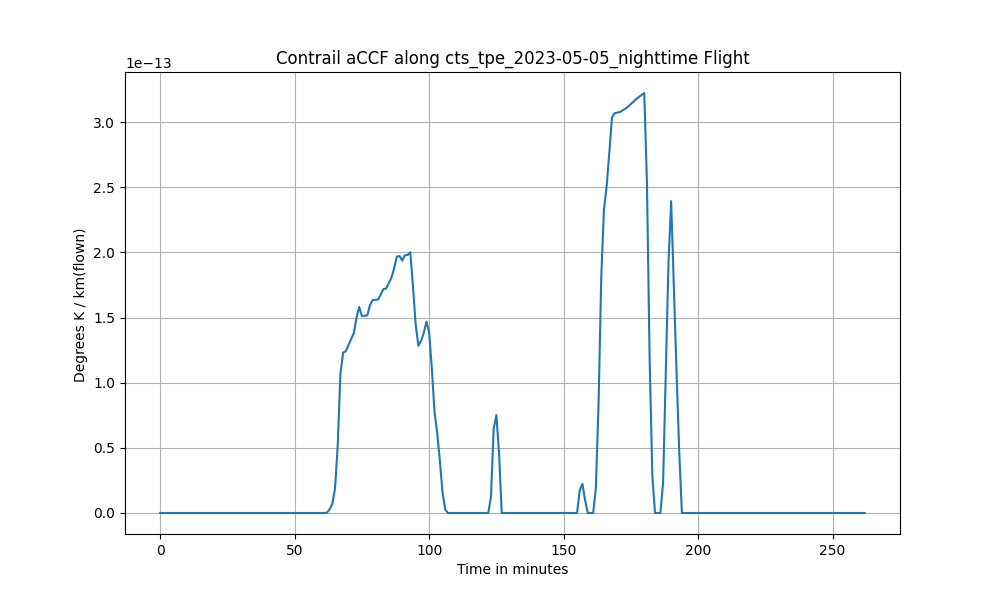 Contrail aCCF along cts_tpe_2023-05-05_nighttime Flight
1e−13
3.0
2.5
2.0
1.5
1.0
0.5
0.0
Degrees K / km(flown)
0 50 100 150 200 250
Time in minutes